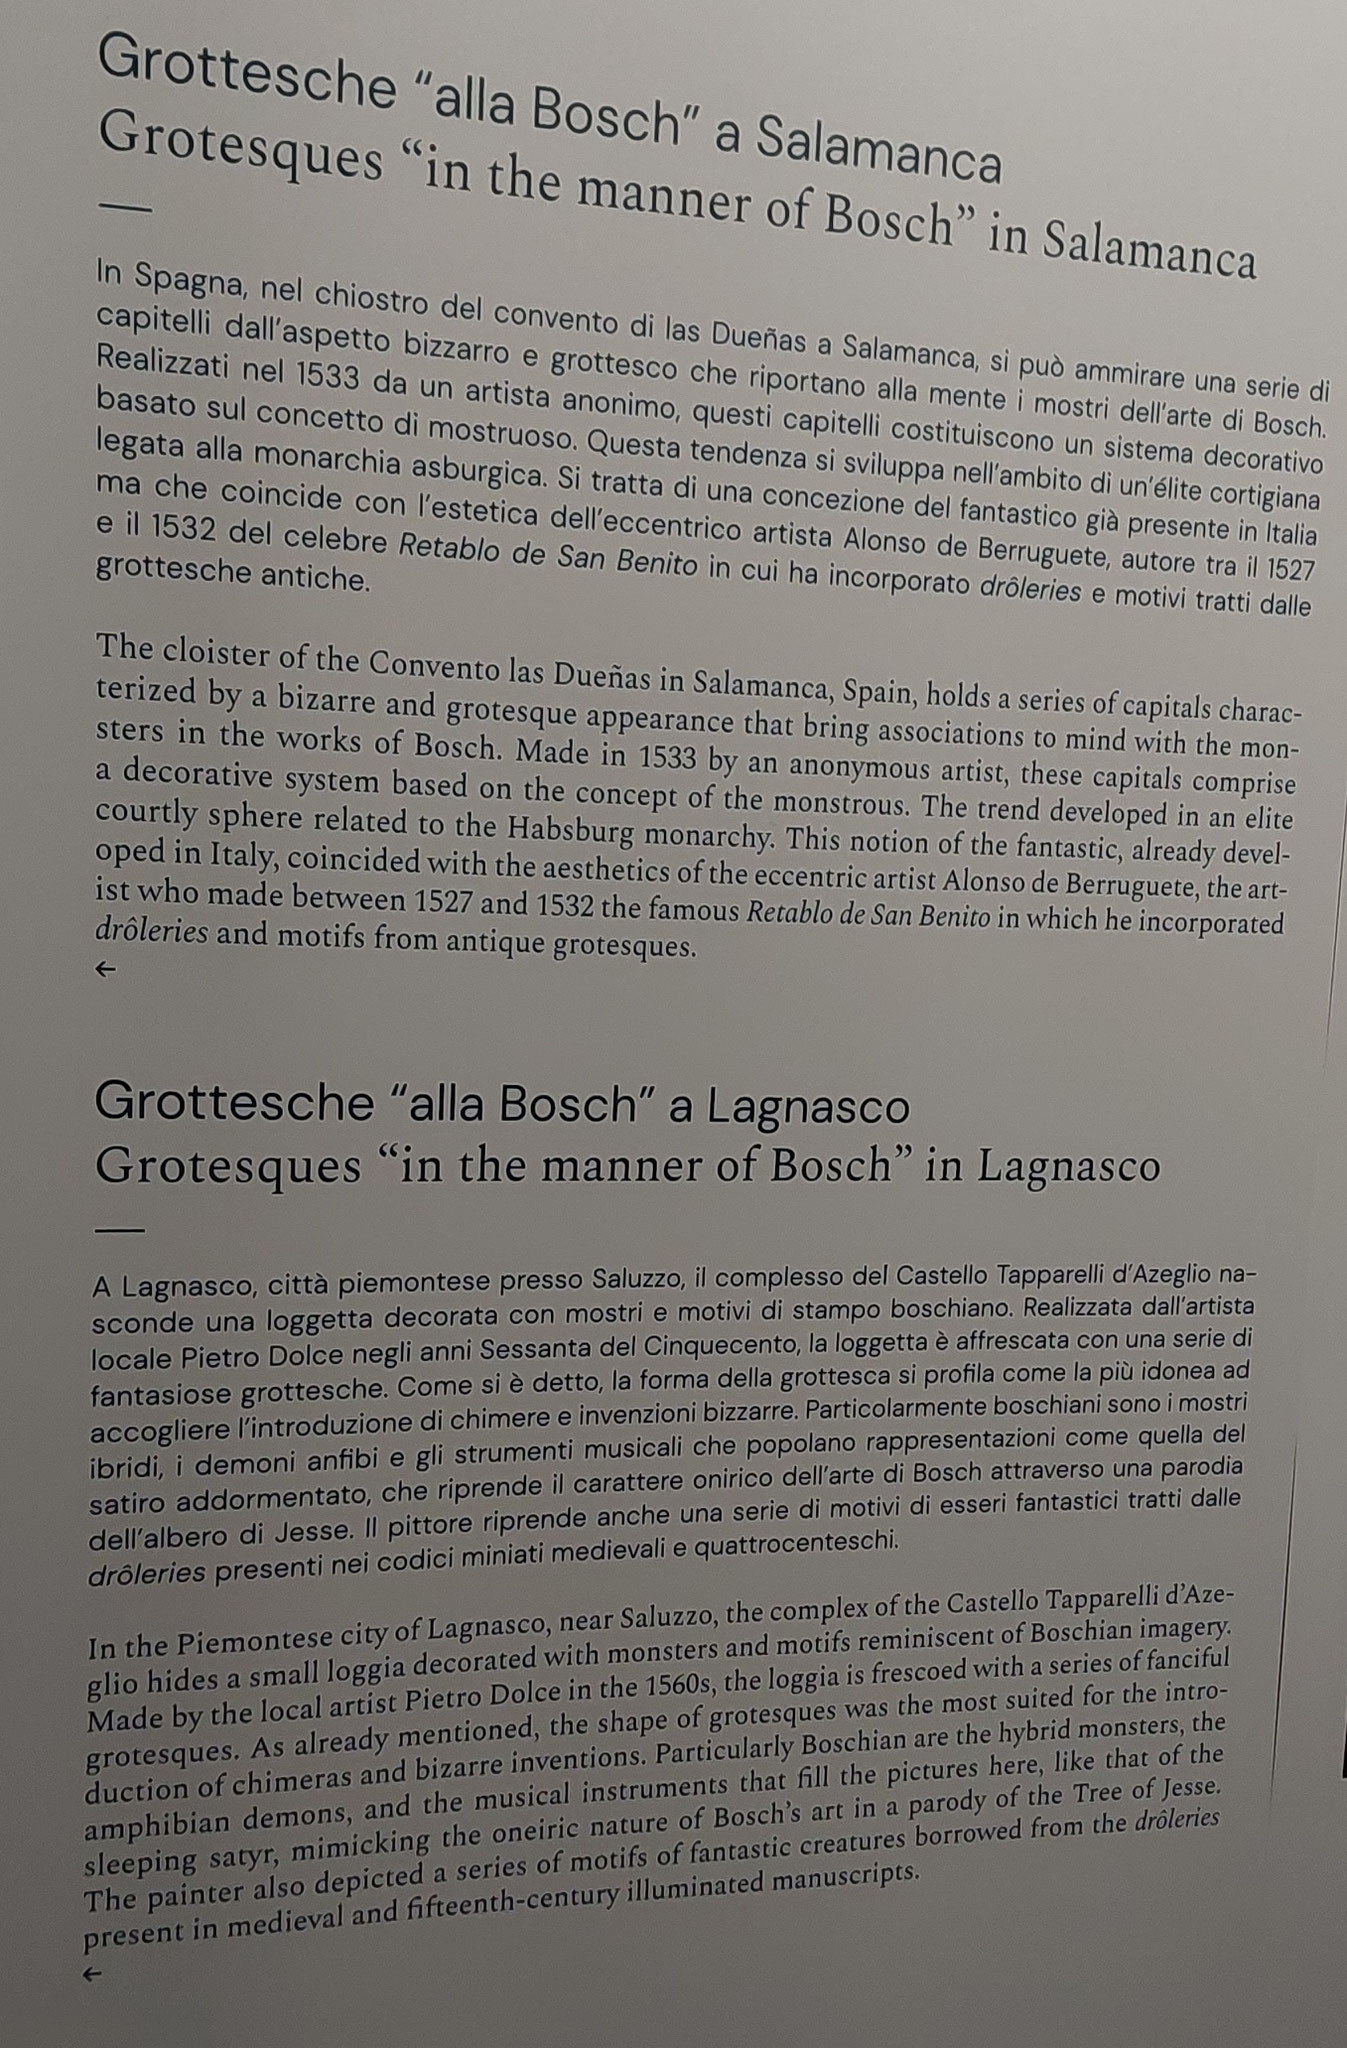 Grottesche “alla Bosch” a Salamanca
Grotesques “in the manner of Bosch” in Salamanca
—
In Spagna, nel chiostro del convento di las Dueñas a Salamanca, si può ammirare una serie di
capitelli dall’aspetto bizzarro e grottesco che riportano alla mente i mostri dell’arte di Bosch.
Realizzati nel 1533 da un artista anonimo, questi capitelli costituiscono un sistema decorativo
basato sul concetto di mostruoso. Questa tendenza si sviluppa nell’ambito di un’élite cortigiana
legata alla monarchia asburgica. Si tratta di una concezione del fantastico già presente in Italia
ma che coincide con l’estetica dell’eccentrico artista Alonso de Berruguete, autore tra il 1527
e il 1532 del celebre Retablo de San Benito in cui ha incorporato drôleries e motivi tratti dalle
grottesche antiche.
The cloister of the Convento las Dueñas in Salamanca, Spain, holds a series of capitals charac-
terized by a bizarre and grotesque appearance that bring associations to mind with the mon-
sters in the works of Bosch. Made in 1533 by an anonymous artist, these capitals comprise
a decorative system based on the concept of the monstrous. The trend developed in an elite
courtly sphere related to the Habsburg monarchy. This notion of the fantastic, already devel-
oped in Italy, coincided with the aesthetics of the eccentric artist Alonso de Berruguete, the art-
ist who made between 1527 and 1532 the famous Retablo de San Benito in which he incorporated
drôleries and motifs from antique grotesques.
←
Grottesche “alla Bosch” a Lagnasco
Grotesques “in the manner of Bosch” in Lagnasco
—
A Lagnasco, città piemontese presso Saluzzo, il complesso del Castello Tapparelli d’Azeglio na-
sconde una loggetta decorata con mostri e motivi di stampo boschiano. Realizzata dall’artista
locale Pietro Dolce negli anni Sessanta del Cinquecento, la loggetta è affrescata con una serie di
fantasiose grottesche. Come si è detto, la forma della grottesca si profila come la più idonea ad
accogliere l’introduzione di chimere e invenzioni bizzarre. Particolarmente boschiani sono i mostri
ibridi, i demoni anfibi e gli strumenti musicali che popolano rappresentazioni come quella del
satiro addormentato, che riprende il carattere onirico dell’arte di Bosch attraverso una parodia
dell’albero di Jesse. Il pittore riprende anche una serie di motivi di esseri fantastici tratti dalle
drôleries presenti nei codici miniati medievali e quattrocenteschi.
In the Piemontese city of Lagnasco, near Saluzzo, the complex of the Castello Tapparelli d’Aze-
glio hides a small loggia decorated with monsters and motifs reminiscent of Boschian imagery.
Made by the local artist Pietro Dolce in the 1560s, the loggia is frescoed with a series of fanciful
grotesques. As already mentioned, the shape of grotesques was the most suited for the intro-
duction of chimeras and bizarre inventions. Particularly Boschian are the hybrid monsters, the
amphibian demons, and the musical instruments that fill the pictures here, like that of the
sleeping satyr, mimicking the oneiric nature of Bosch’s art in a parody of the Tree of Jesse.
The painter also depicted a series of motifs of fantastic creatures borrowed from the drôleries
present in medieval and fifteenth-century illuminated manuscripts.
←